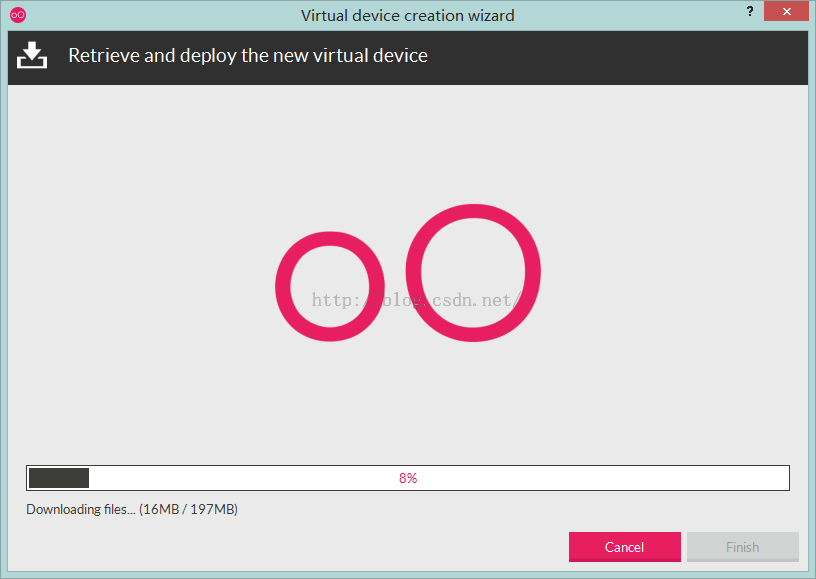 Virtual device creation wizard
?
Retrieve and deploy the new virtual device
http://blog.csdn.net/
8%
Downloading files... (16MB / 197MB)
Cancel
Finish